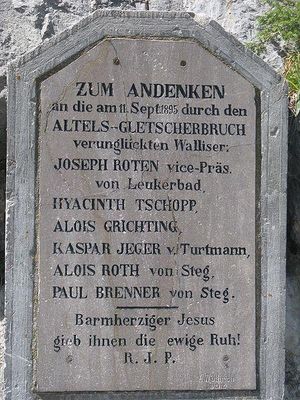 ZUM ANDENKEN
an die am 11. Sept. 1895 durch den
ALTELS-GLETSCHERBRUCH
verunglückten Walliser:
JOSEPH ROTEN vice-Präs.
von Leukerbad,
HYACINTH TSCHOPP,
ALOIS GRICHTING,
KASPAR JEGER v. Turtmann,
ALOIS ROTH von Steg,
PAUL BRENNER von Steg.
Barmherziger Jesus
gieb ihnen die ewige Ruh!
R. J. P.